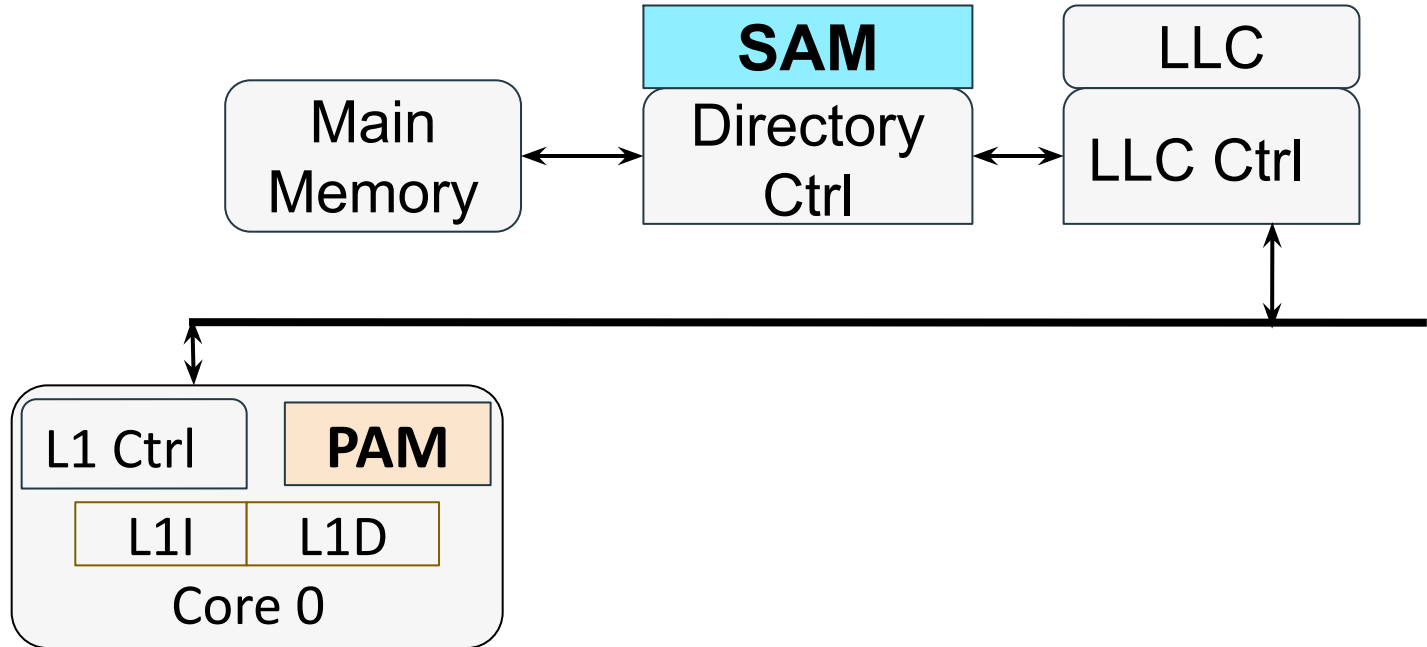 SAM
LLC
Main
Memory
Directory
Ctrl
LLC Ctrl
L1 Ctrl
PAM
L1I
L1D
Core 0